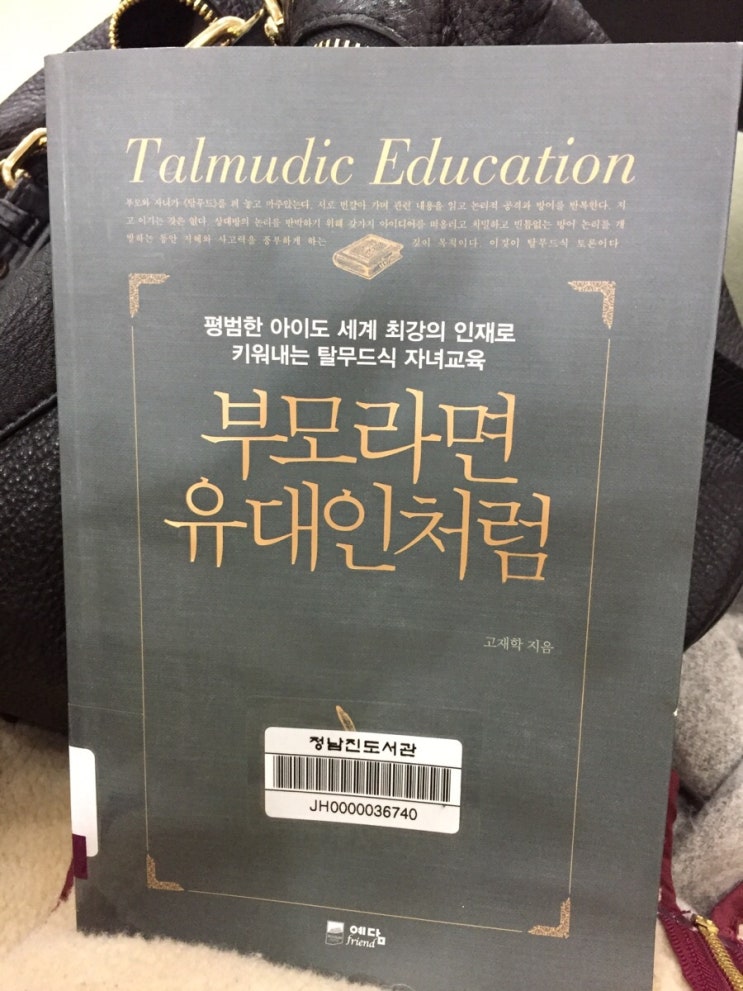 Talmudic Education
부모와 자녀가 《탈무드》를 펴 놓고 마주앉는다. 서로 번갈아 가며 관련 내용을 읽고 논리적 공격과 방어를 반복한다. 지
고 이기는 것은 없다. 상대방의 논리를 반박하기 위해 갖가지 아이디어를 떠올리고 치밀하고 빈틈없는 방어 논리를 개
발하는 동안 지혜와 사고력을 풍부하게 하는 것이 목적이다. 이것이 탈무드식 토론이다
평범한 아이도 세계 최강의 인재로
키워내는 탈무드식 자녀교육
부모라면
유대인처럼
고재학 지음
정남진도서관
JH0000036740
예담
friend